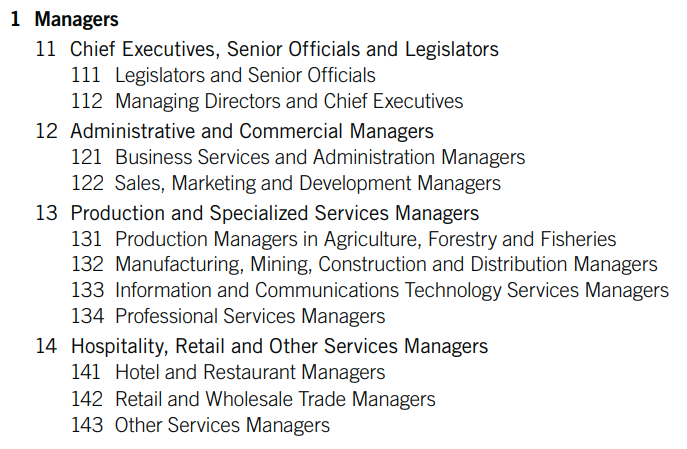 1 Managers
11 Chief Executives, Senior Officials and Legislators
111 Legislators and Senior Officials
112 Managing Directors and Chief Executives
12 Administrative and Commercial Managers
121 Business Services and Administration Managers
122 Sales, Marketing and Development Managers
13 Production and Specialized Services Managers
131 Production Managers in Agriculture, Forestry and Fisheries
132 Manufacturing, Mining, Construction and Distribution Managers
133 Information and Communications Technology Services Managers
134 Professional Services Managers
14 Hospitality, Retail and Other Services Managers
141 Hotel and Restaurant Managers
142 Retail and Wholesale Trade Managers
143 Other Services Managers